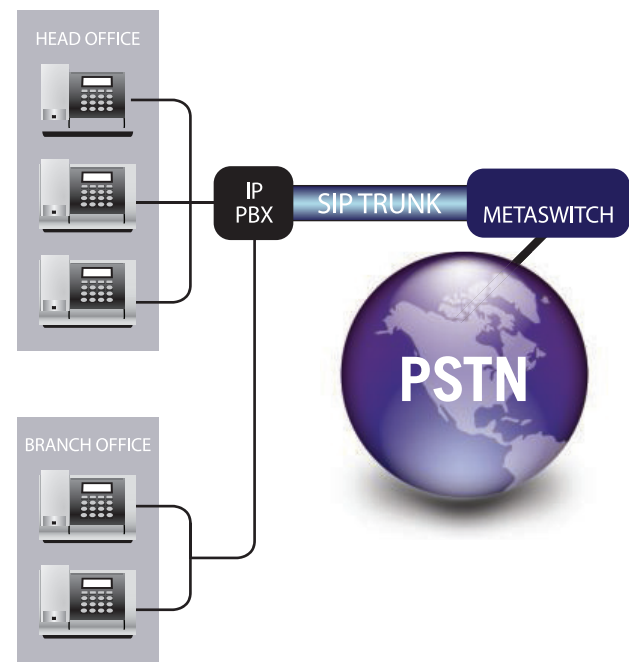 HEAD OFFICE
IP
PBX
SIP TRUNK
METASWITCH
PSTN
BRANCH OFFICE